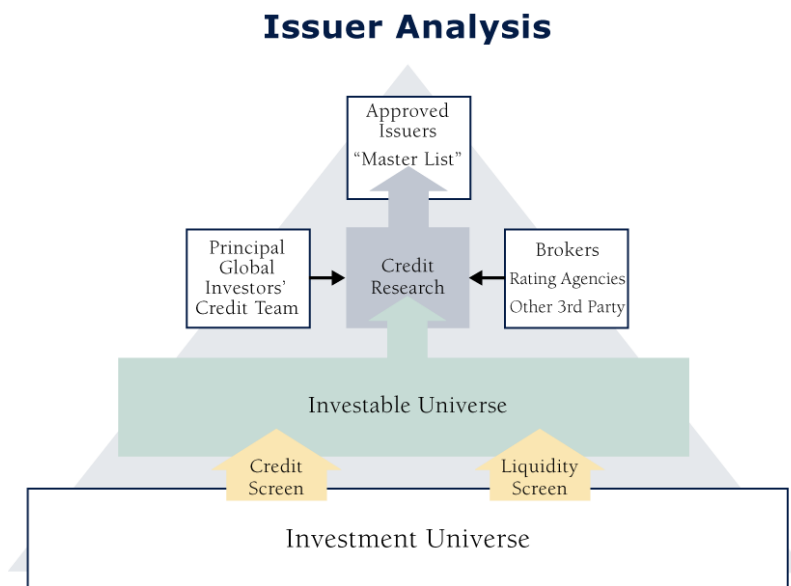 Issuer Analysis
Approved
Issuers
“Master List”
Principal
Global
Investors’
Credit Team
Credit
Research
Brokers
Rating Agencies
Other 3rd Party
Investable Universe
Credit
Screen
Liquidity
Screen
Investment Universe